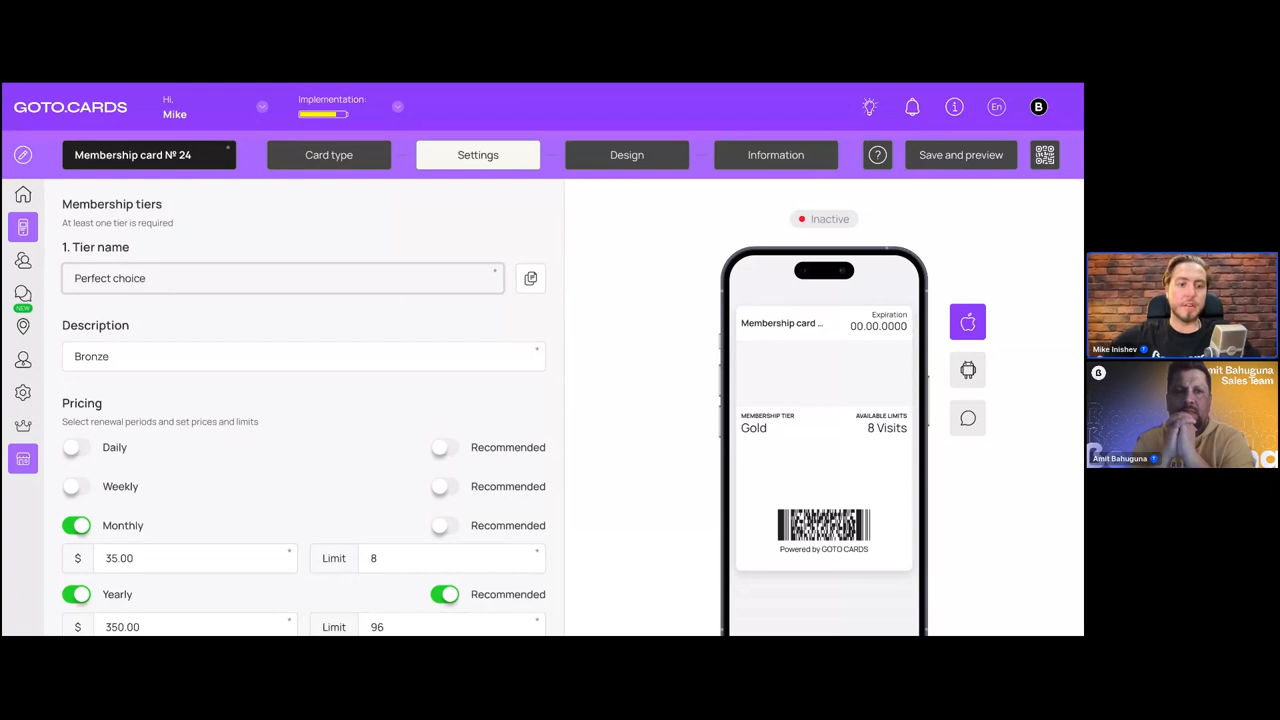 GOTO.CARDS
Hi,
Mike
Implementation:
En
B
Membership card № 24 *
Card type
Settings
Design
Information
?
Save and preview
NEW
Membership tiers
At least one tier is required
1. Tier name
Perfect choice *
Description
Bronze *
Pricing
Select renewal periods and set prices and limits
Daily
Recommended
Weekly
Recommended
Monthly
Recommended
$ 35.00 *
Limit 8 *
Yearly
Recommended
$ 350.00 *
Limit 96 *
Inactive
Membership card ...
Expiration
00.00.0000
MEMBERSHIP TIER
AVAILABLE LIMITS
Gold
8 Visits
Powered by GOTO CARDS
Mike Inishev
mit Bahuguna
Sales Team
Amit Bahuguna